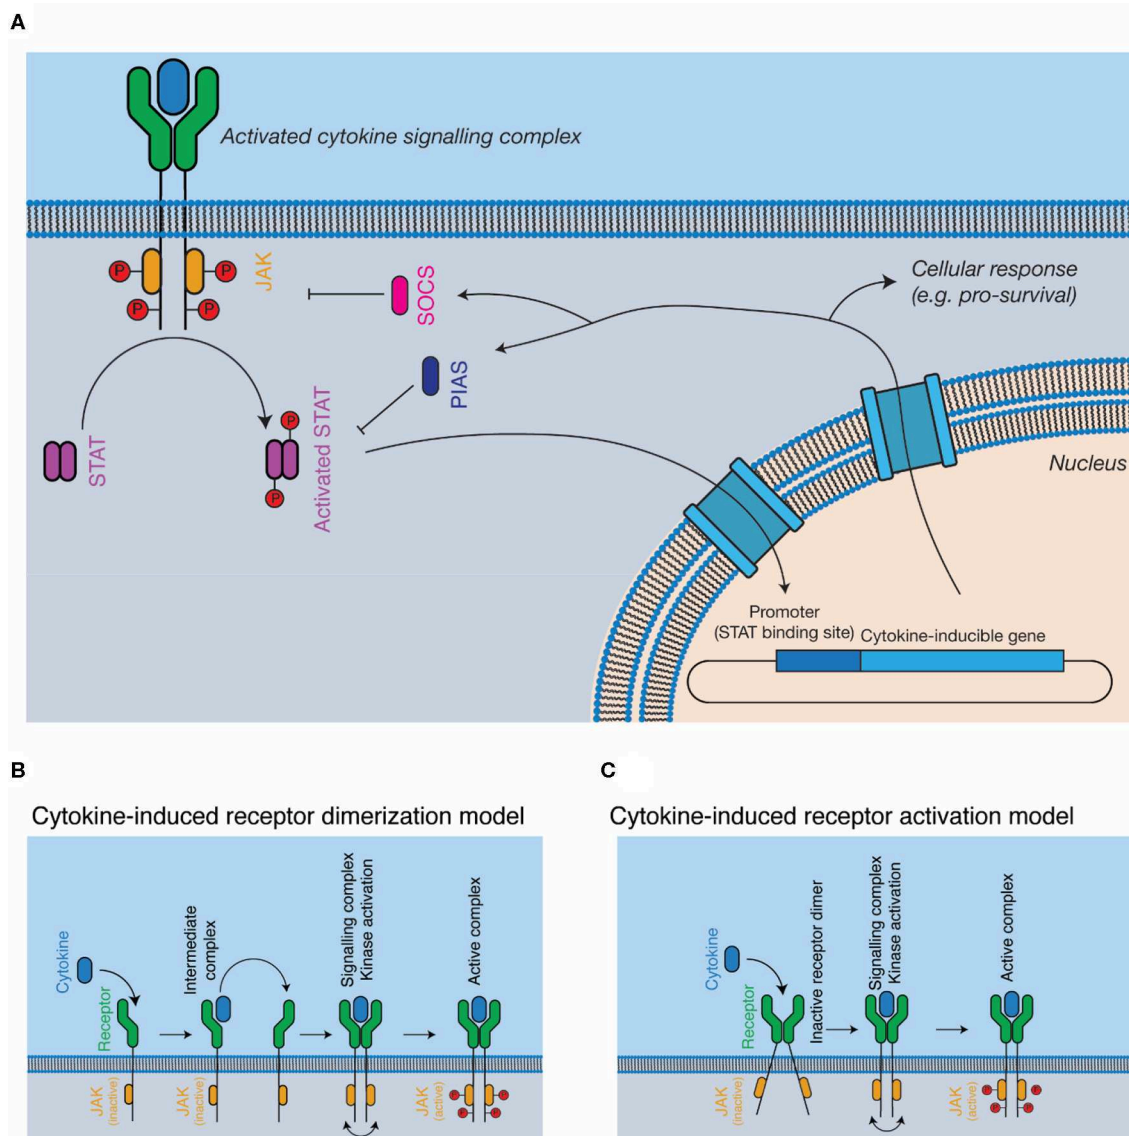 A
Activated cytokine signalling complex
P
P
JAK
P
P
SOCS
Cellular response
(e.g. pro-survival)
PIAS
STAT
P
P
Activated STAT
Nucleus
Promoter
(STAT binding site)
Cytokine-inducible gene
B
Cytokine-induced receptor dimerization model
Cytokine
Receptor
JAK
(inactive)
Intermediate
complex
JAK
(inactive)
Signalling complex
Kinase activation
Active complex
JAK
(active)
P
P
P
P
C
Cytokine-induced receptor activation model
Cytokine
Receptor
JAK
(inactive)
Inactive receptor dimer
Signalling complex
Kinase activation
Active complex
JAK
(active)
P
P
P
P